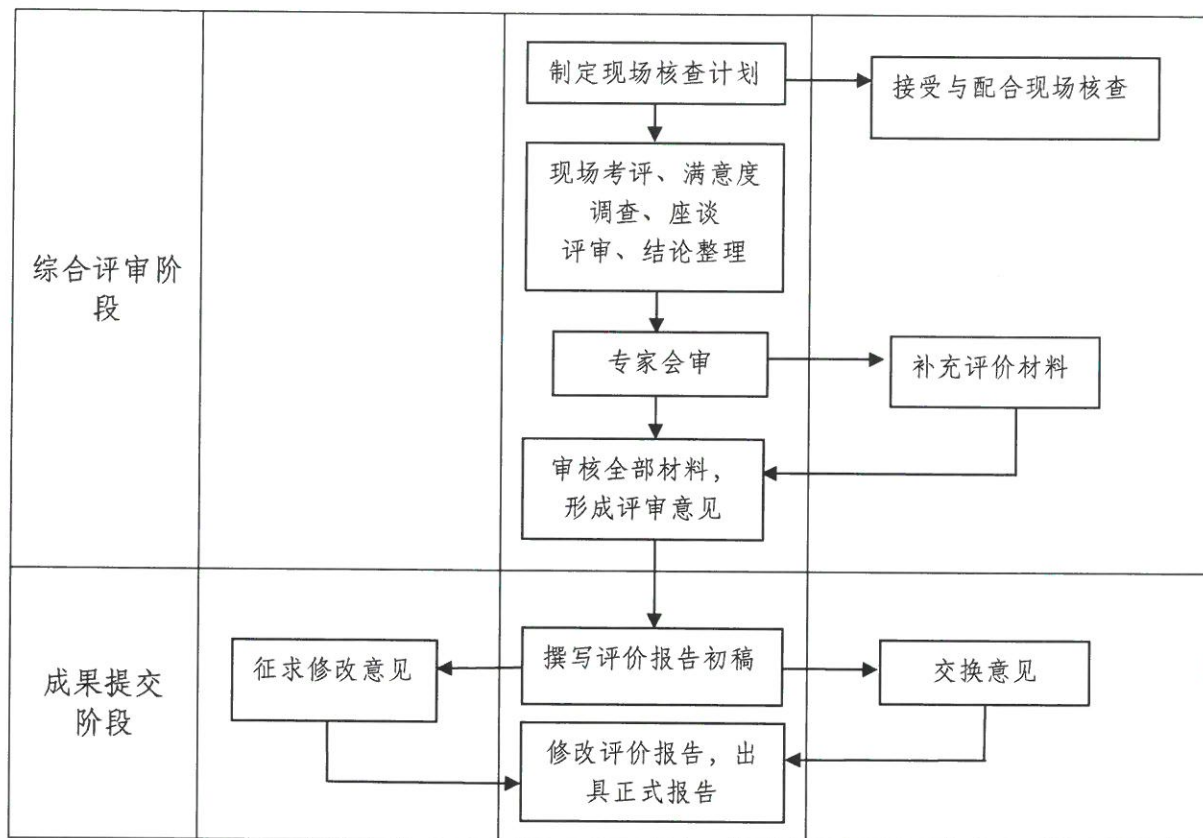 制定现场核查计划
接受与配合现场核查
现场考评、满意度
调查、座谈
评审、结论整理
综合评审阶
段
专家会审
补充评价材料
审核全部材料，
形成评审意见
撰写评价报告初稿
征求修改意见
交换意见
成果提交
阶段
修改评价报告，出
具正式报告